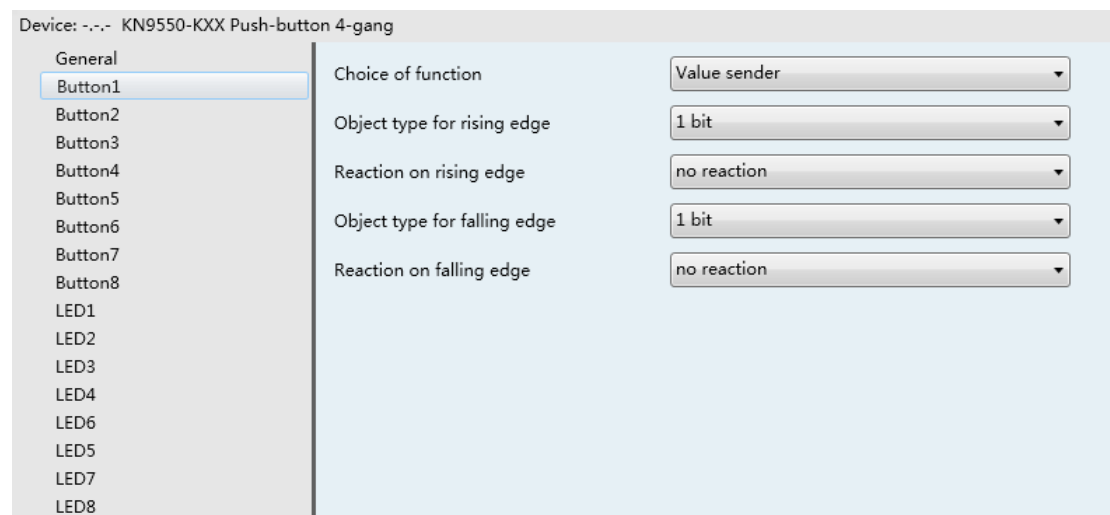 Device: -.-.- KN9550-KXX Push-button 4-gang
General
Button1
Button2
Button3
Button4
Button5
Button6
Button7
Button8
LED1
LED2
LED3
LED4
LED6
LED5
LED7
LED8
Choice of function Value sender
Object type for rising edge 1 bit
Reaction on rising edge no reaction
Object type for falling edge 1 bit
Reaction on falling edge no reaction